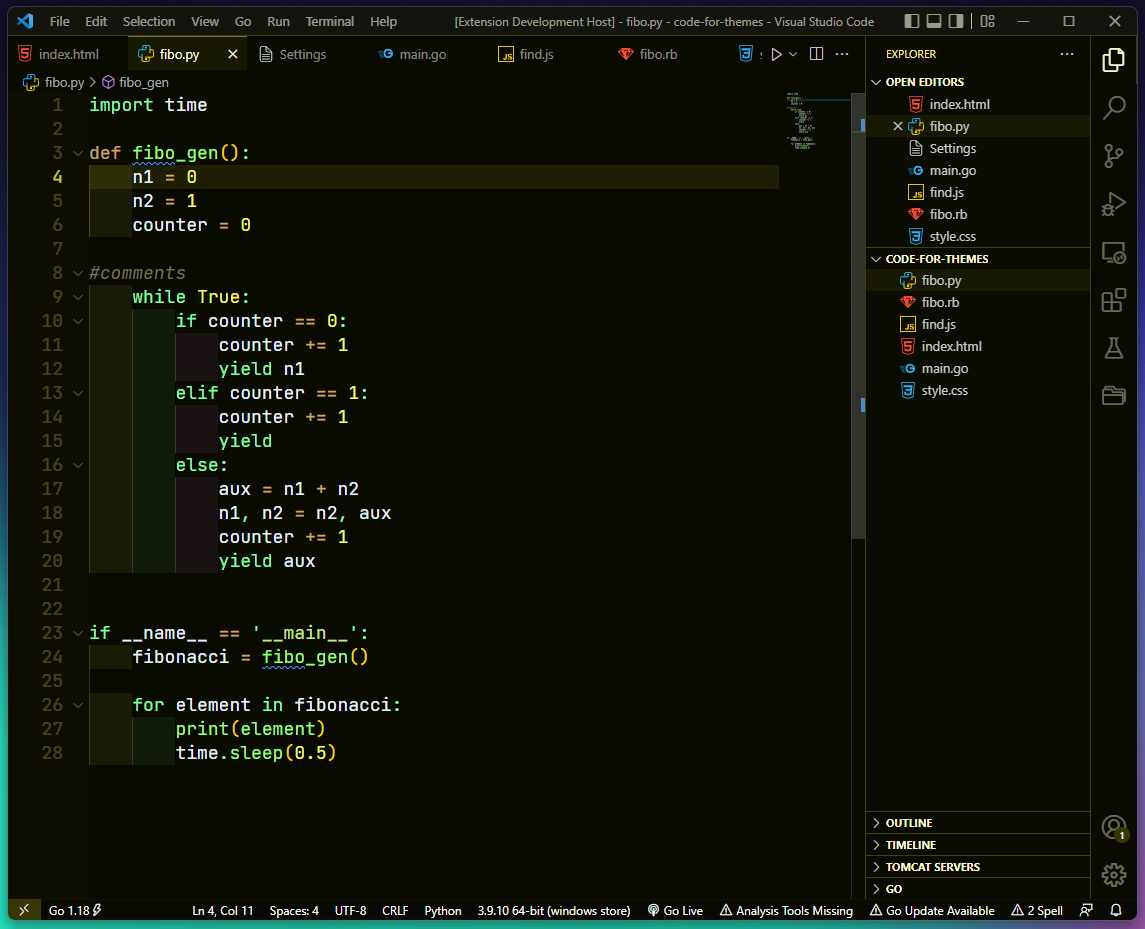 File Edit Selection View Go Run Terminal Help [Extension Development Host] - fibo.py - code-for-themes - Visual Studio Code
index.html fibo.py Settings main.go find.js fibo.rb
fibo.py > fibo_gen
1 import time
2
3 def fibo_gen():
4 n1 = 0
5 n2 = 1
6 counter = 0
7
8 #comments
9 while True:
10 if counter == 0:
11 counter += 1
12 yield n1
13 elif counter == 1:
14 counter += 1
15 yield
16 else:
17 aux = n1 + n2
18 n1, n2 = n2, aux
19 counter += 1
20 yield aux
21
22
23 if __name__ == '__main__':
24 fibonacci = fibo_gen()
25
26 for element in fibonacci:
27 print(element)
28 time.sleep(0.5)
EXPLORER
OPEN EDITORS
index.html
fibo.py
Settings
main.go
find.js
fibo.rb
style.css
CODE-FOR-THEMES
fibo.py
fibo.rb
find.js
index.html
main.go
style.css
OUTLINE
TIMELINE
TOMCAT SERVERS
GO
1
Go 1.18 Ln 4, Col 11 Spaces: 4 UTF-8 CRLF Python 3.9.10 64-bit (windows store) Go Live Analysis Tools Missing Go Update Available 2 Spell